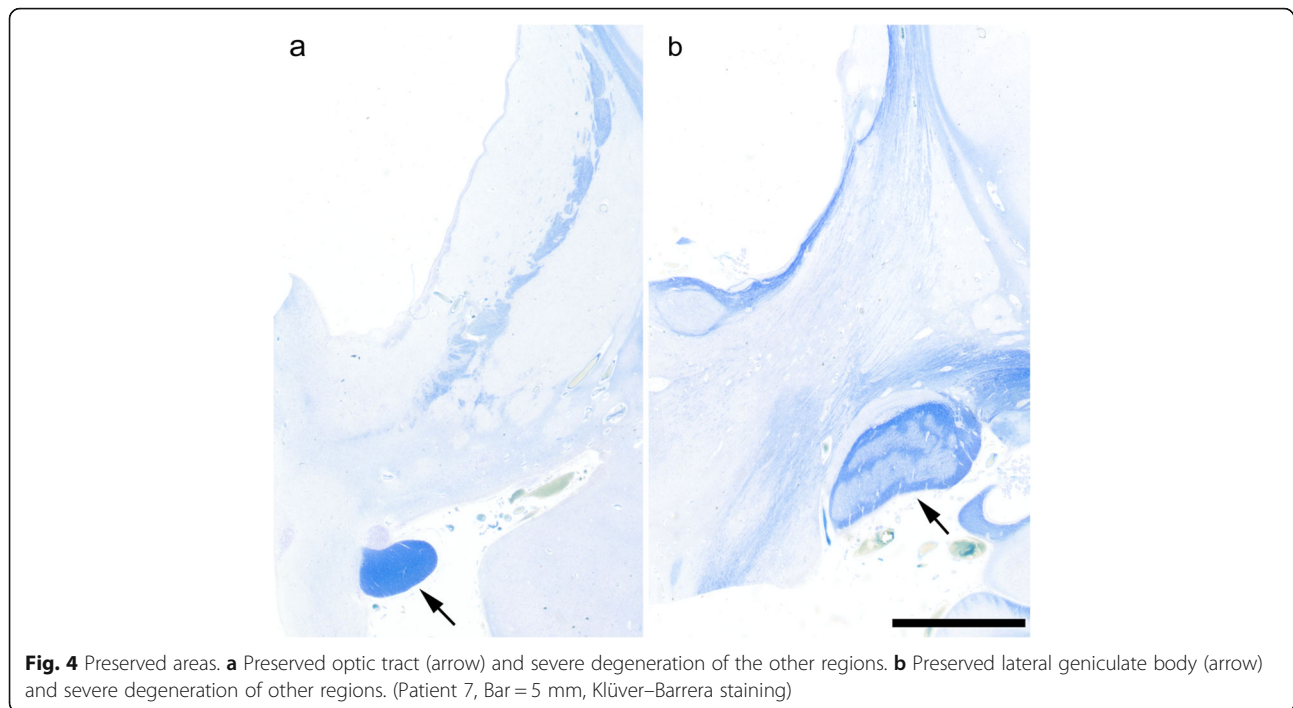 a
b
Fig. 4 Preserved areas. a Preserved optic tract (arrow) and severe degeneration of the other regions. b Preserved lateral geniculate body (arrow)
and severe degeneration of other regions. (Patient 7, Bar = 5 mm, Klüver–Barrera staining)